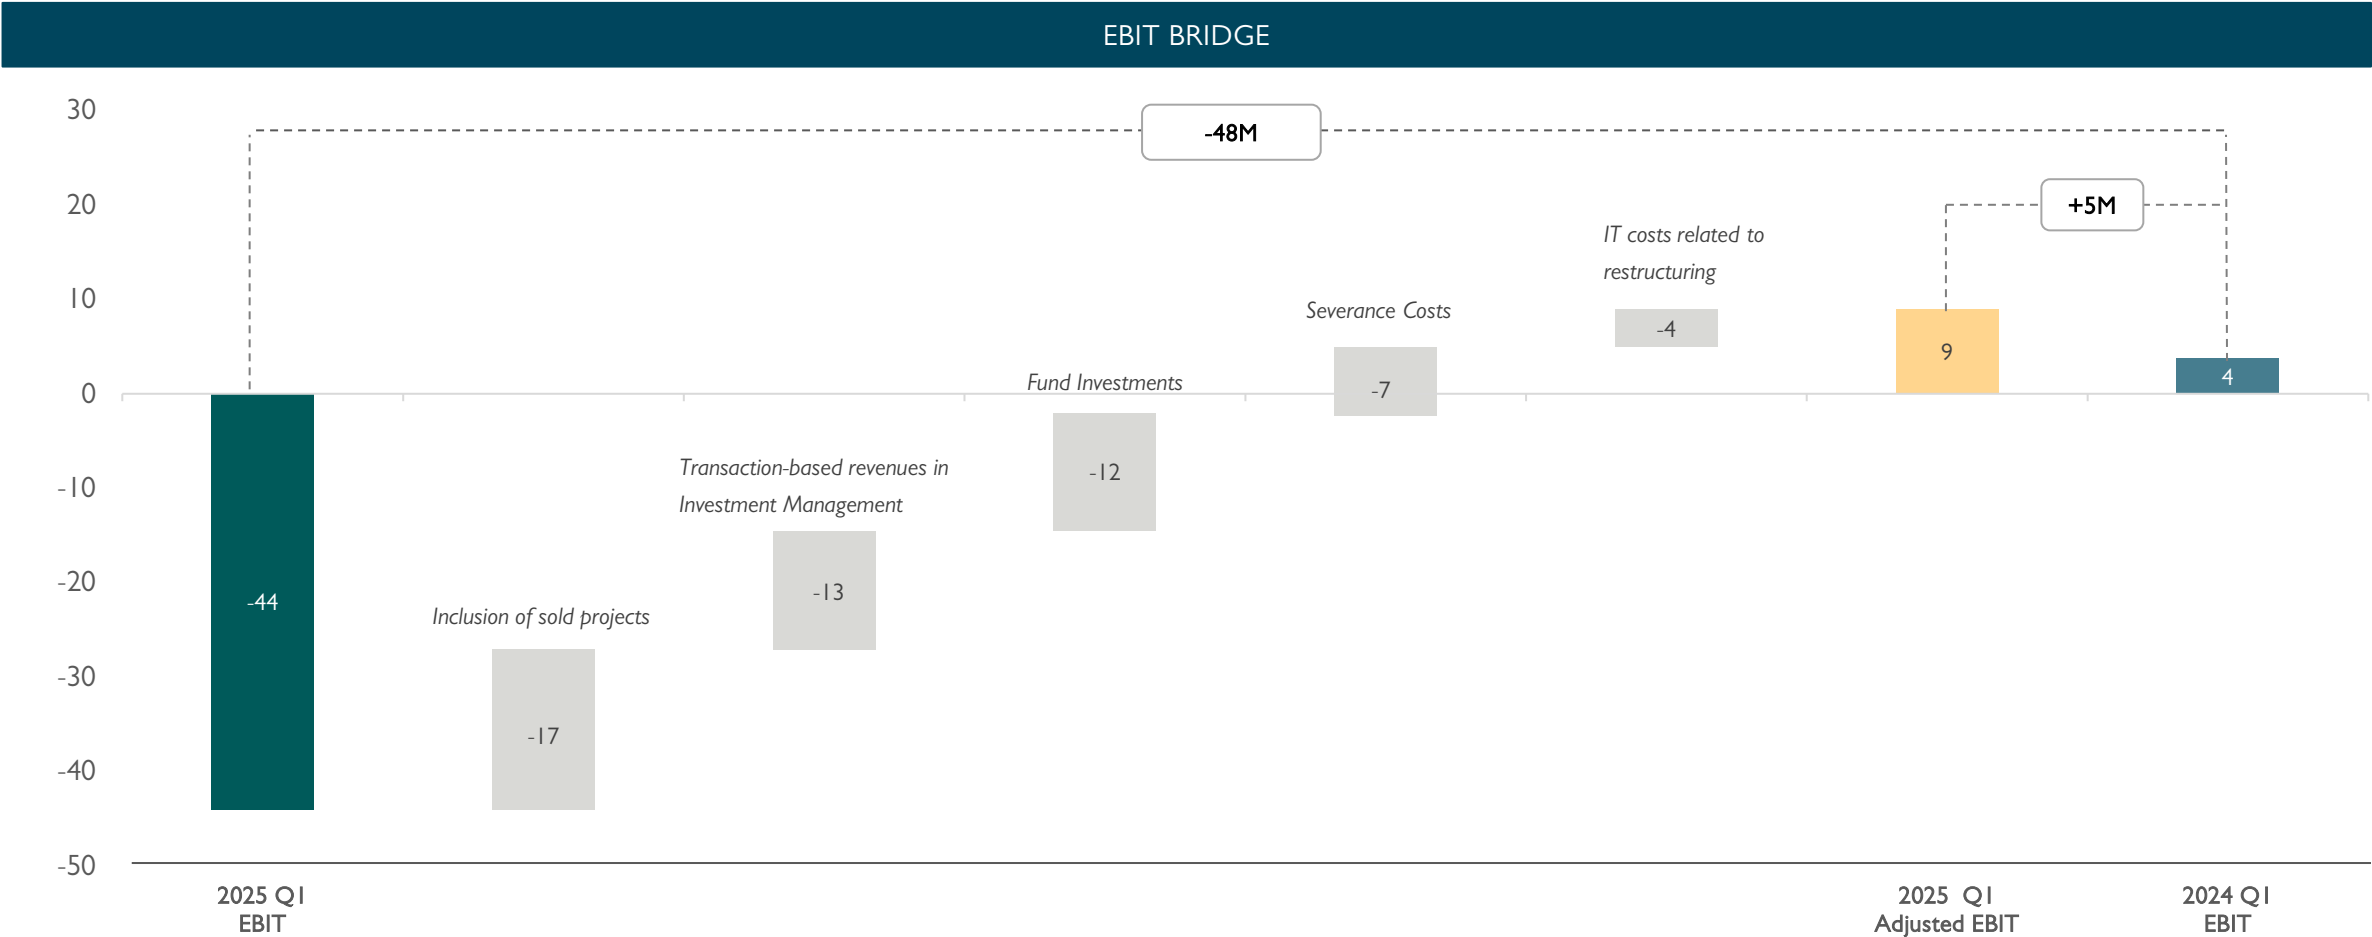 EBIT BRIDGE
30
20
10
0
-10
-20
-30
-40
-50
-48M
+5M
IT costs related to
restructuring
-4
Severance Costs
-7
Fund Investments
-12
Transaction-based revenues in
Investment Management
-13
Inclusion of sold projects
-17
-44
9
4
2025 Q1
EBIT
2025 Q1
Adjusted EBIT
2024 Q1
EBIT